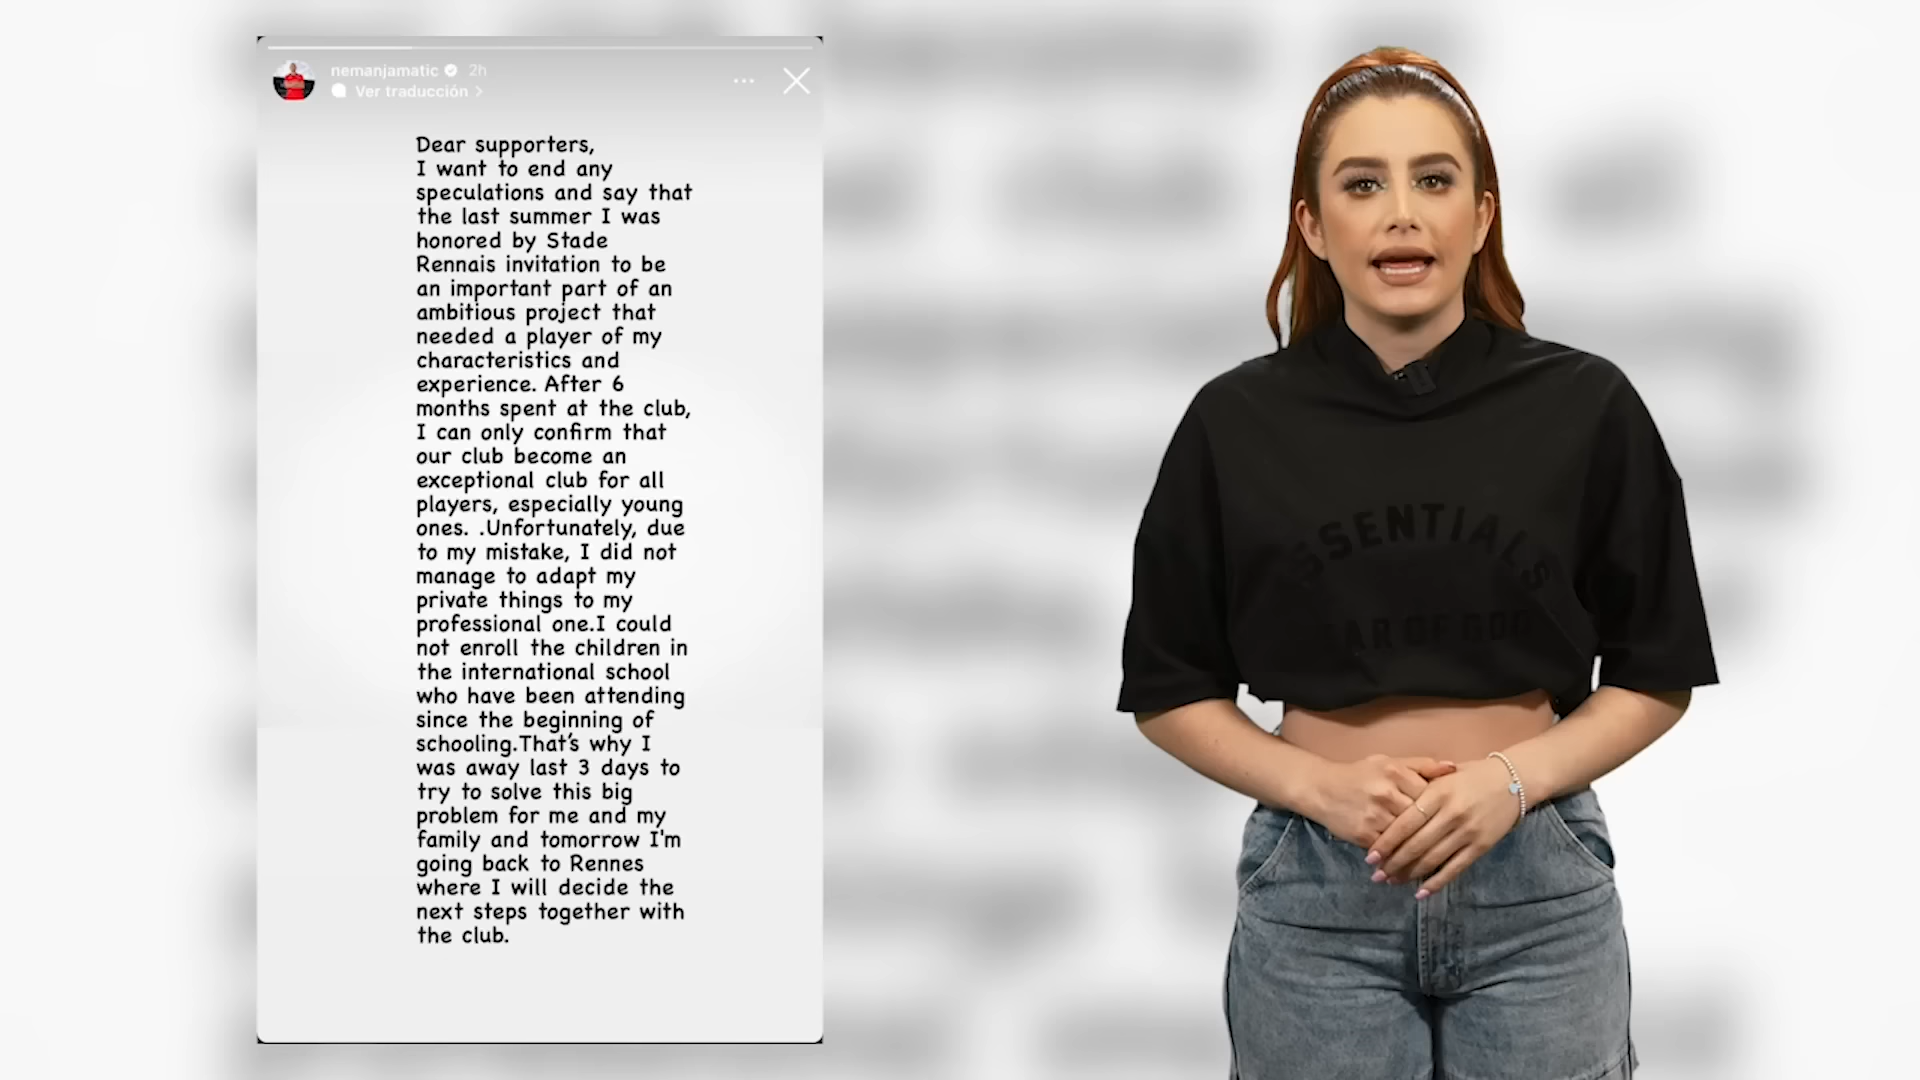 nemanjamatic 2h
Ver traducción >
Dear supporters,
I want to end any
speculations and say that
the last summer I was
honored by Stade
Rennais invitation to be
an important part of an
ambitious project that
needed a player of my
characteristics and
experience. After 6
months spent at the club,
I can only confirm that
our club become an
exceptional club for all
players, especially young
ones. .Unfortunately, due
to my mistake, I did not
manage to adapt my
private things to my
professional one.I could
not enroll the children in
the international school
who have been attending
since the beginning of
schooling.That's why I
was away last 3 days to
try to solve this big
problem for me and my
family and tomorrow I'm
going back to Rennes
where I will decide the
next steps together with
the club.
SSENTIALS
AR OF GOD